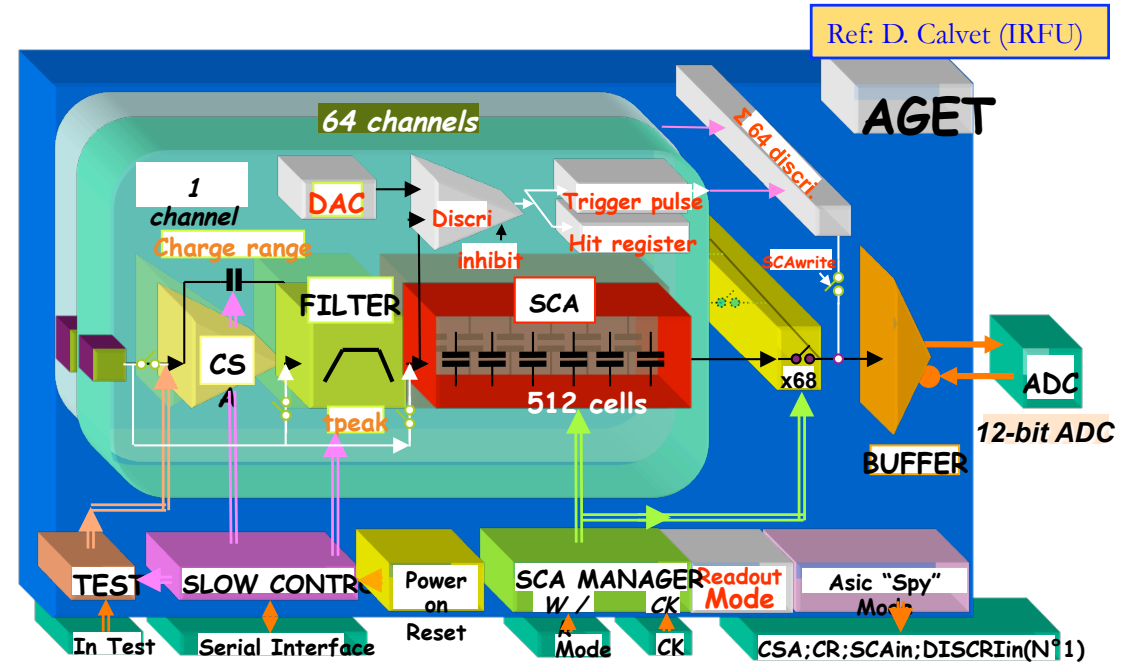 Ref: D. Calvet (IRFU)
AGET
64 channels
Σ 64 discri.
1
channel
DAC
Discri
Trigger pulse
Hit register
inhibit
Charge range
FILTER
SCA
SCAwrite
CS
A
x68
ADC
512 cells
tpeak
12-bit ADC
BUFFER
TEST
SLOW CONTR
Power
on
Reset
SCA MANAGER
W /
CK
Readout
Mode
Asic “Spy”
Mode
In Test
Serial Interface
Mode
CK
CSA;CR;SCAin;DISCRIin(N°1)